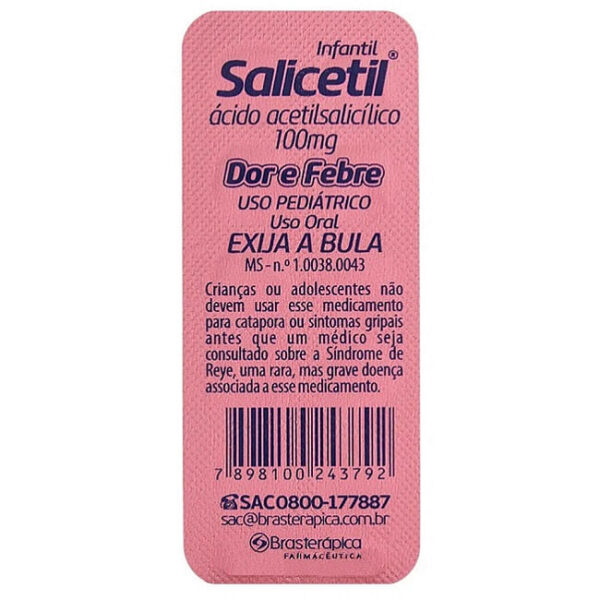 Infantil
Salicetil®
ácido acetilsalicílico
100mg
Dor e Febre
USO PEDIÁTRICO
Uso Oral
EXIJA A BULA
MS - n.º 1.0038.0043
Crianças ou adolescentes não
devem usar esse medicamento
para catapora ou sintomas gripais
antes que um médico seja
consultado sobre a Síndrome de
Reye, uma rara, mas grave doença
associada a esse medicamento.
7 898100 243792
SAC0800-177887
sac@brasterapica.com.br
Brasterápica
FARMACÊUTICA